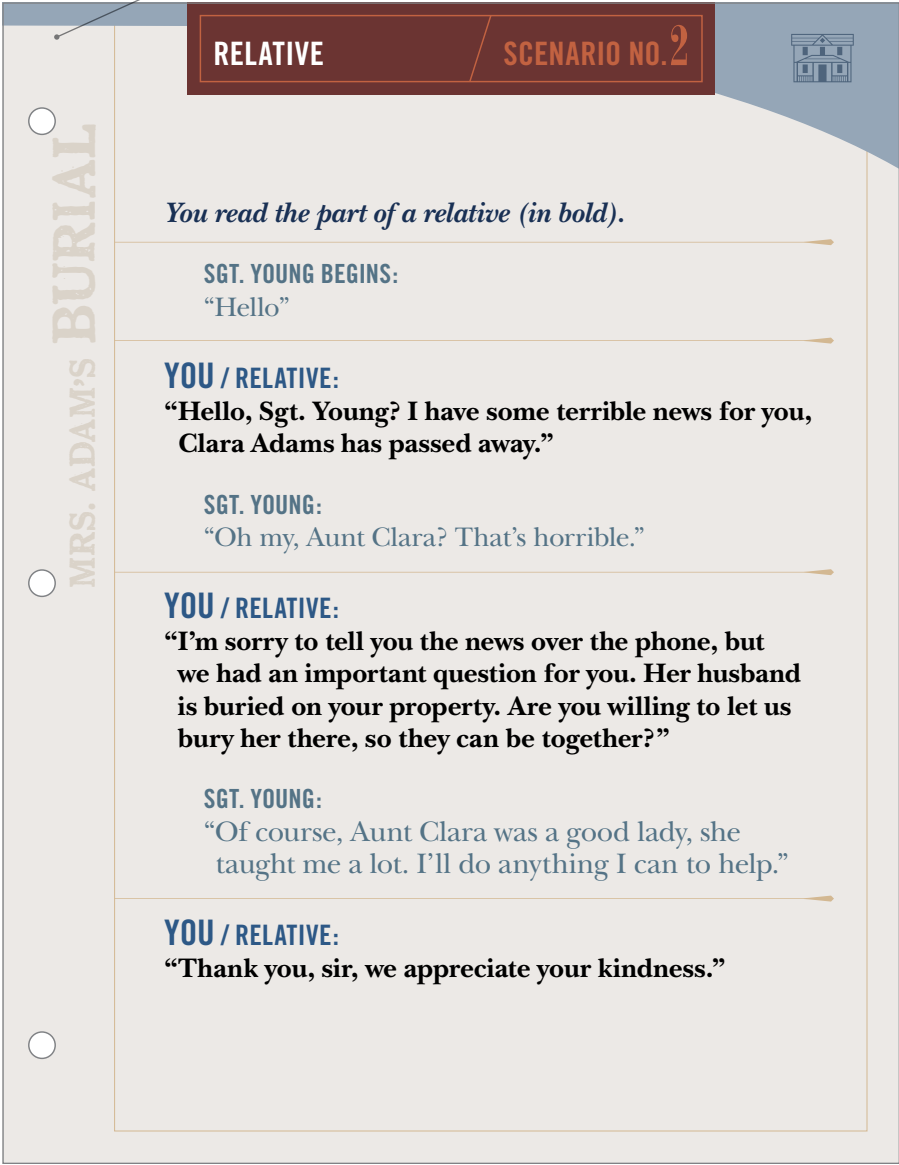 RELATIVE
SCENARIO NO.2
MRS. ADAM'S BURIAL
You read the part of a relative (in bold).
SGT. YOUNG BEGINS:
“Hello”
YOU / RELATIVE:
“Hello, Sgt. Young? I have some terrible news for you,
Clara Adams has passed away.”
SGT. YOUNG:
“Oh my, Aunt Clara? That’s horrible.”
YOU / RELATIVE:
“I’m sorry to tell you the news over the phone, but
we had an important question for you. Her husband
is buried on your property. Are you willing to let us
bury her there, so they can be together?”
SGT. YOUNG:
“Of course, Aunt Clara was a good lady, she
taught me a lot. I’ll do anything I can to help.”
YOU / RELATIVE:
“Thank you, sir, we appreciate your kindness.”